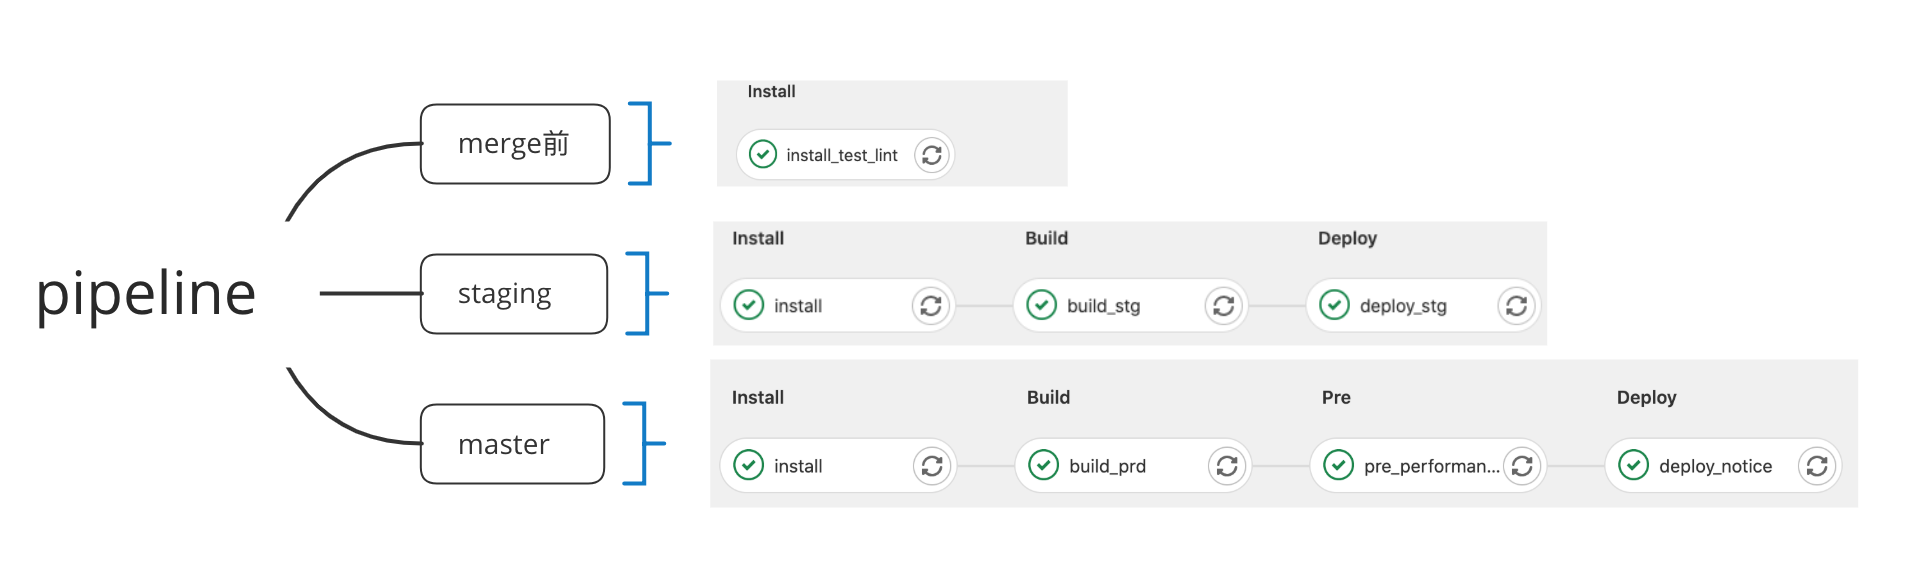 pipeline
merge前
Install
install_test_lint
staging
Install
Build
Deploy
install
build_stg
deploy_stg
master
Install
Build
Pre
Deploy
install
build_prd
pre_performan...
deploy_notice